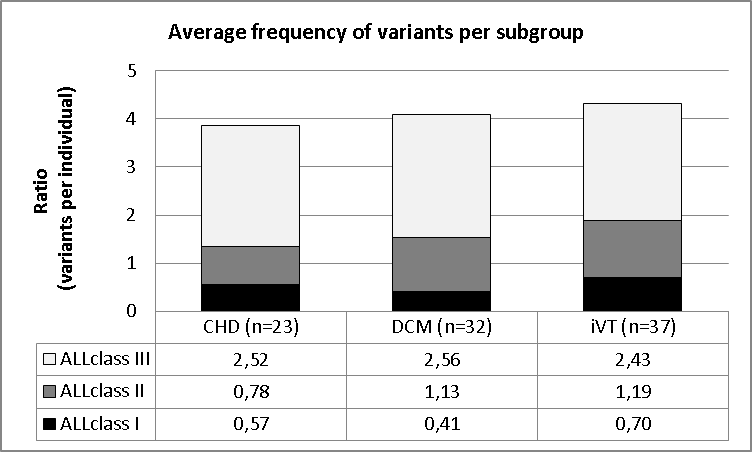 Average frequency of variants per subgroup
Ratio
(variants per individual)
5
4
3
2
1
0
CHD (n=23) DCM (n=32) iVT (n=37)
ALLclass III 2,52 2,56 2,43
ALLclass II 0,78 1,13 1,19
ALLclass I 0,57 0,41 0,70